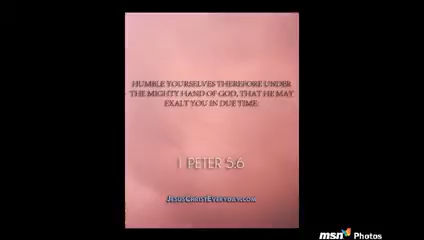 HUMBLE YOURSELVES THEREFORE UNDER
THE MIGHTY HAND OF GOD, THAT HE MAY
EXALT YOU IN DUE TIME:
1 PETER 5:6
JESUSCHRISTEVERYDAY.COM
msn Photos